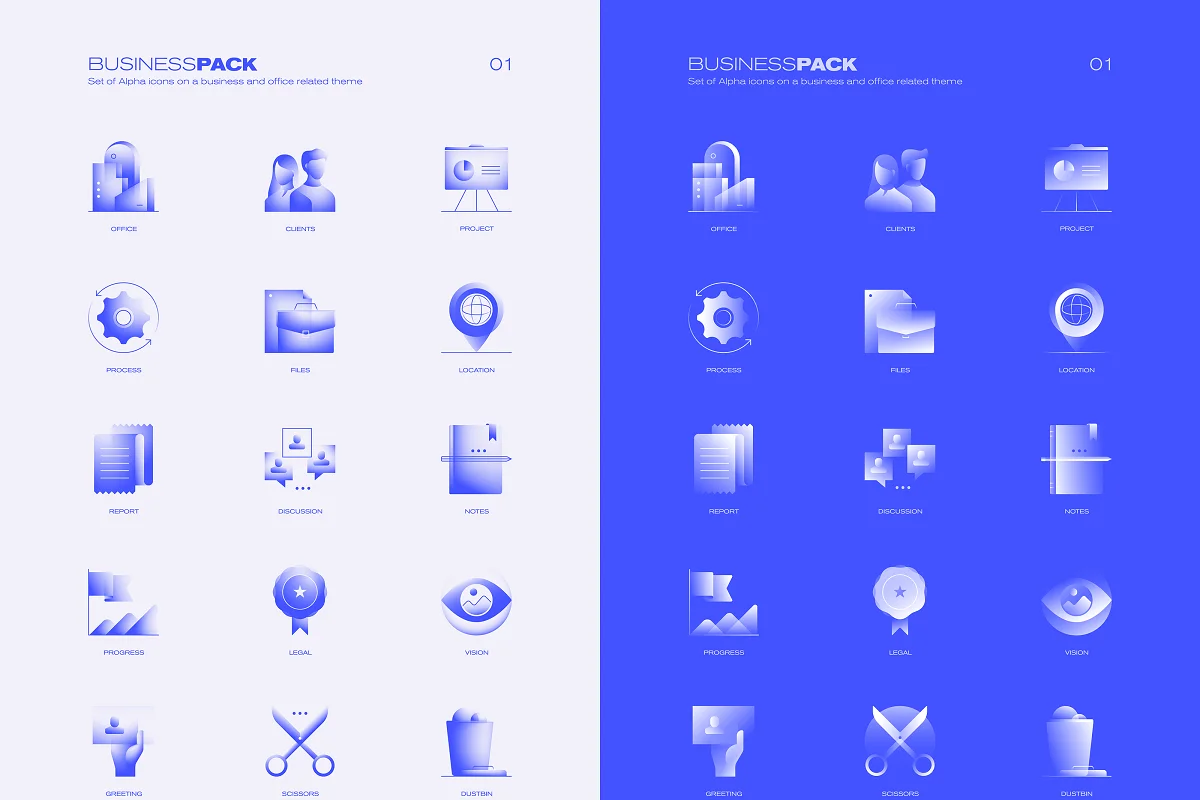 BUSINESSPACK
01
Set of Alpha icons on a business and office related theme
OFFICE
CLIENTS
PROJECT
PROCESS
FILES
LOCATION
REPORT
DISCUSSION
NOTES
PROGRESS
LEGAL
VISION
GREETING
SCISSORS
DUSTBIN
BUSINESSPACK
01
Set of Alpha icons on a business and office related theme
OFFICE
CLIENTS
PROJECT
PROCESS
FILES
LOCATION
REPORT
DISCUSSION
NOTES
PROGRESS
LEGAL
VISION
GREETING
SCISSORS
DUSTBIN